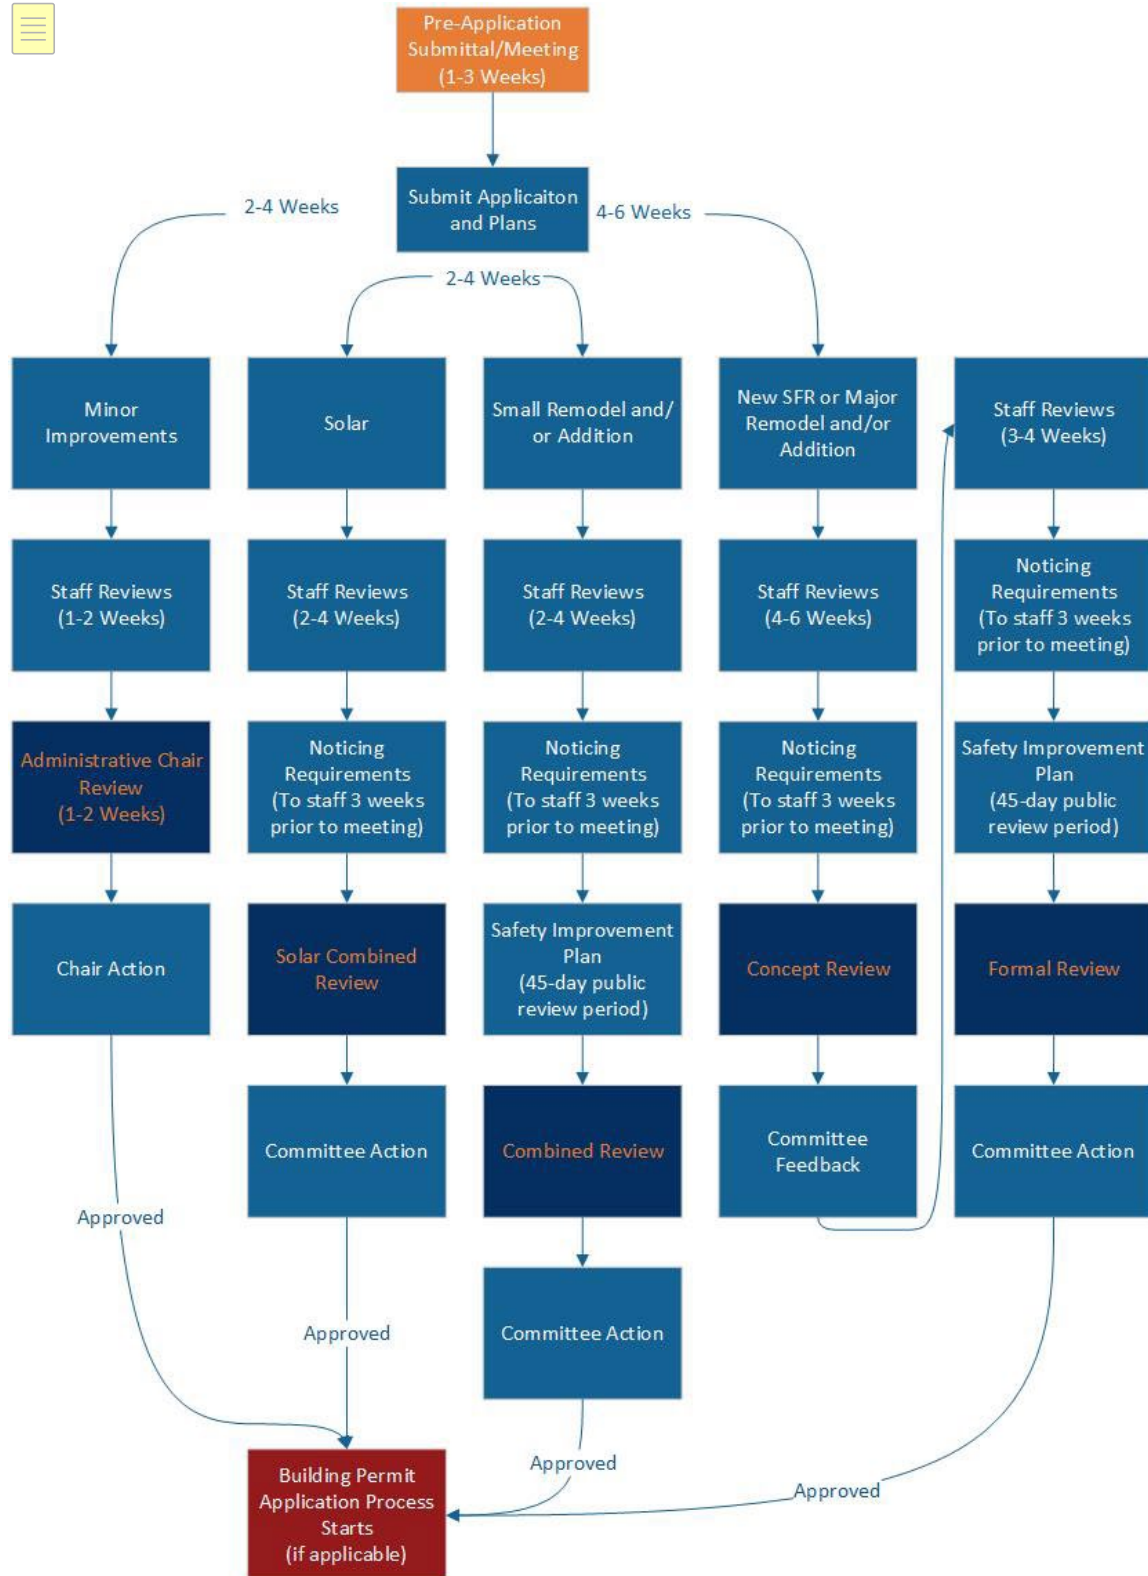 Pre-Application
Submittal/Meeting
(1-3 Weeks)
Submit Applicaiton
and Plans
2-4 Weeks
4-6 Weeks
2-4 Weeks
Minor
Improvements
Solar
Small Remodel and/
or Addition
New SFR or Major
Remodel and/or
Addition
Staff Reviews
(3-4 Weeks)
Staff Reviews
(1-2 Weeks)
Staff Reviews
(2-4 Weeks)
Staff Reviews
(2-4 Weeks)
Staff Reviews
(4-6 Weeks)
Noticing
Requirements
(To staff 3 weeks
prior to meeting)
Administrative Chair
Review
(1-2 Weeks)
Noticing
Requirements
(To staff 3 weeks
prior to meeting)
Noticing
Requirements
(To staff 3 weeks
prior to meeting)
Noticing
Requirements
(To staff 3 weeks
prior to meeting)
Safety Improvement
Plan
(45-day public
review period)
Chair Action
Solar Combined
Review
Safety Improvement
Plan
(45-day public
review period)
Concept Review
Formal Review
Committee Action
Combined Review
Committee
Feedback
Committee Action
Approved
Approved
Committee Action
Approved
Approved
Building Permit
Application Process
Starts
(if applicable)